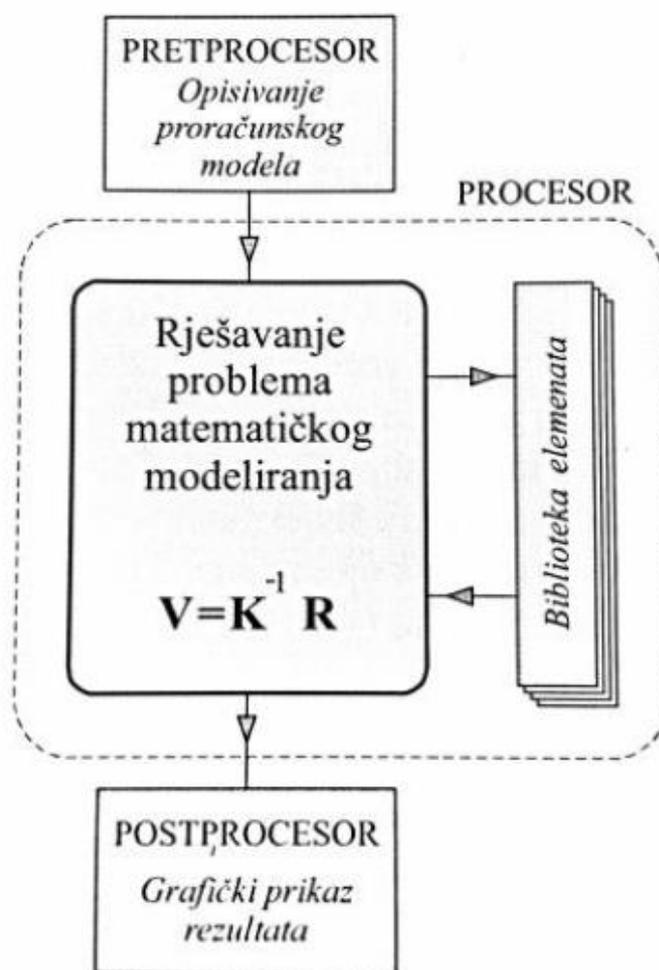 PRETPROCESOR
Opisivanje
proračunskog
modela
PROCESOR
Rješavanje
problema
matematičkog
modeliranja
V=K⁻¹ R
Biblioteka elemenata
POSTPROCESOR
Grafički prikaz
rezultata